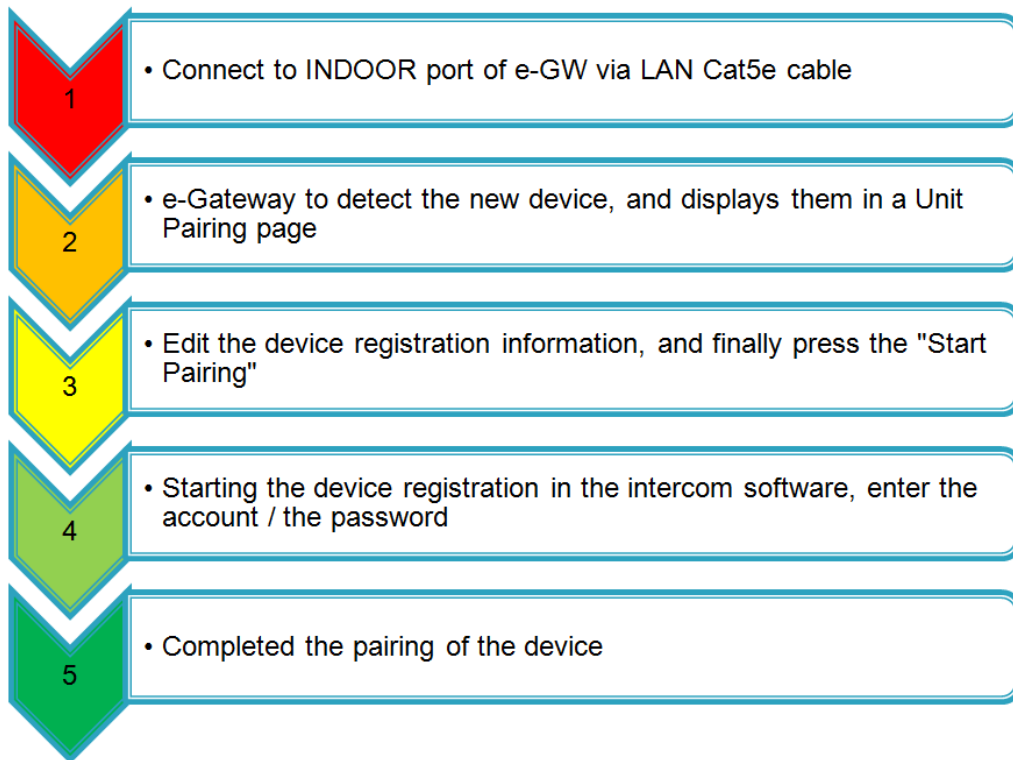 1
• Connect to INDOOR port of e-GW via LAN Cat5e cable
2
• e-Gateway to detect the new device, and displays them in a Unit
Pairing page
3
• Edit the device registration information, and finally press the "Start
Pairing"
4
• Starting the device registration in the intercom software, enter the
account / the password
5
• Completed the pairing of the device